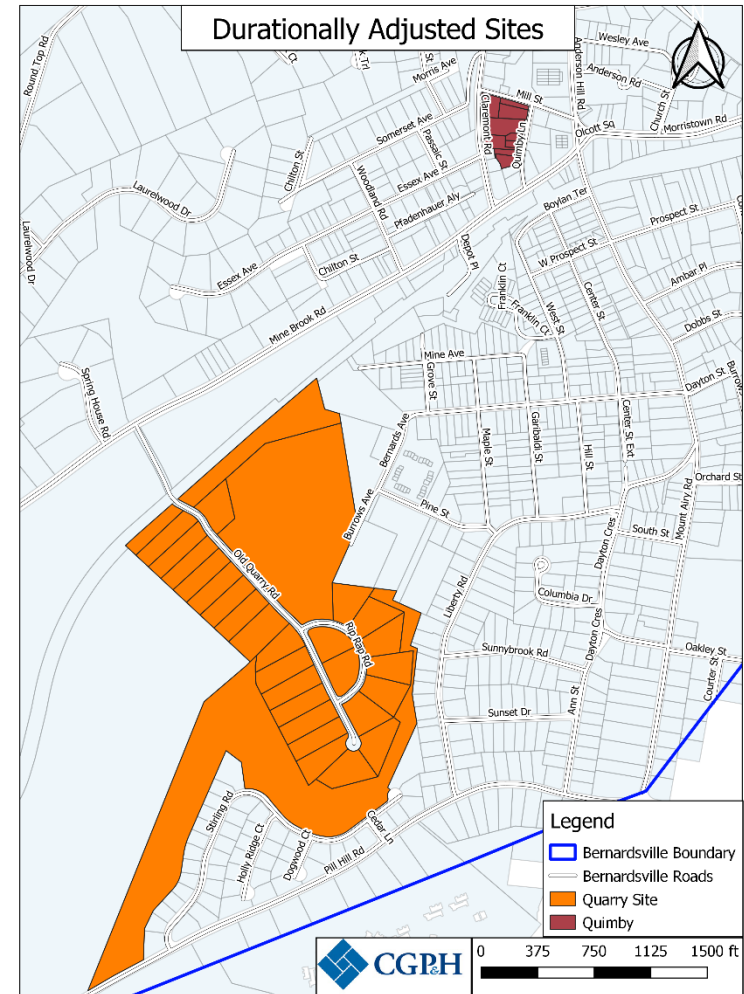 Durationally Adjusted Sites
Round Top Rd
Ct
k Trl
St
Morris Ave
Wesley Ave
Anderson Hill Rd
Anderson Rd
Church St
Mill St
Claremont Rd
Quimby Ln
Olcott Sq
Morristown Rd
Somerset Ave
Passaic St
Chilton St
Essex Ave
Woodland Rd
Laurelwood Dr
Pfadenhauer Aly
Boylan Ter
Prospect St
Laurelwood Dr
Depot Pl
W Prospect St
Essex Ave
Chilton St
Franklin Ct
Ambar Pl
Center St
West St
Franklin Ct
Mine Brook Rd
Dobbs St
Mine Ave
Spring House Rd
Grove St
Dayton St
Burrows
Bernards Ave
Maple St
Garibaldi St
Hill St
Center St Ext
Orchard St
Burrows Ave
Pine St
Mount Airy Rd
South St
Dayton Cres
Old Quarry Rd
Liberty Rd
Columbia Dr
Rip Rap Rd
Sunnybrook Rd
Dayton Cres
Oakley St
Courter St
Sunset Dr
Ann St
Stirling Rd
Cedar Ln
Holly Ridge Ct
Dogwood Ct
Pill Hill Rd
Legend
Bernardsville Boundary
Bernardsville Roads
Quarry Site
Quimby
CGP&H
0 375 750 1125 1500 ft